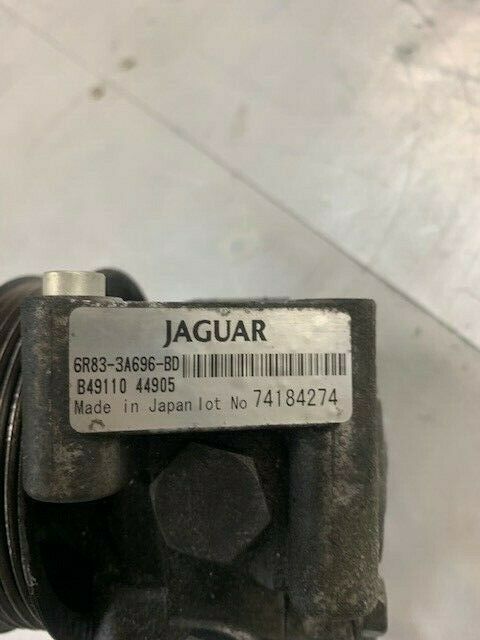 JAGUAR
6R83-3A696-BD
B49110 44905
Made in Japan lot No 74184274